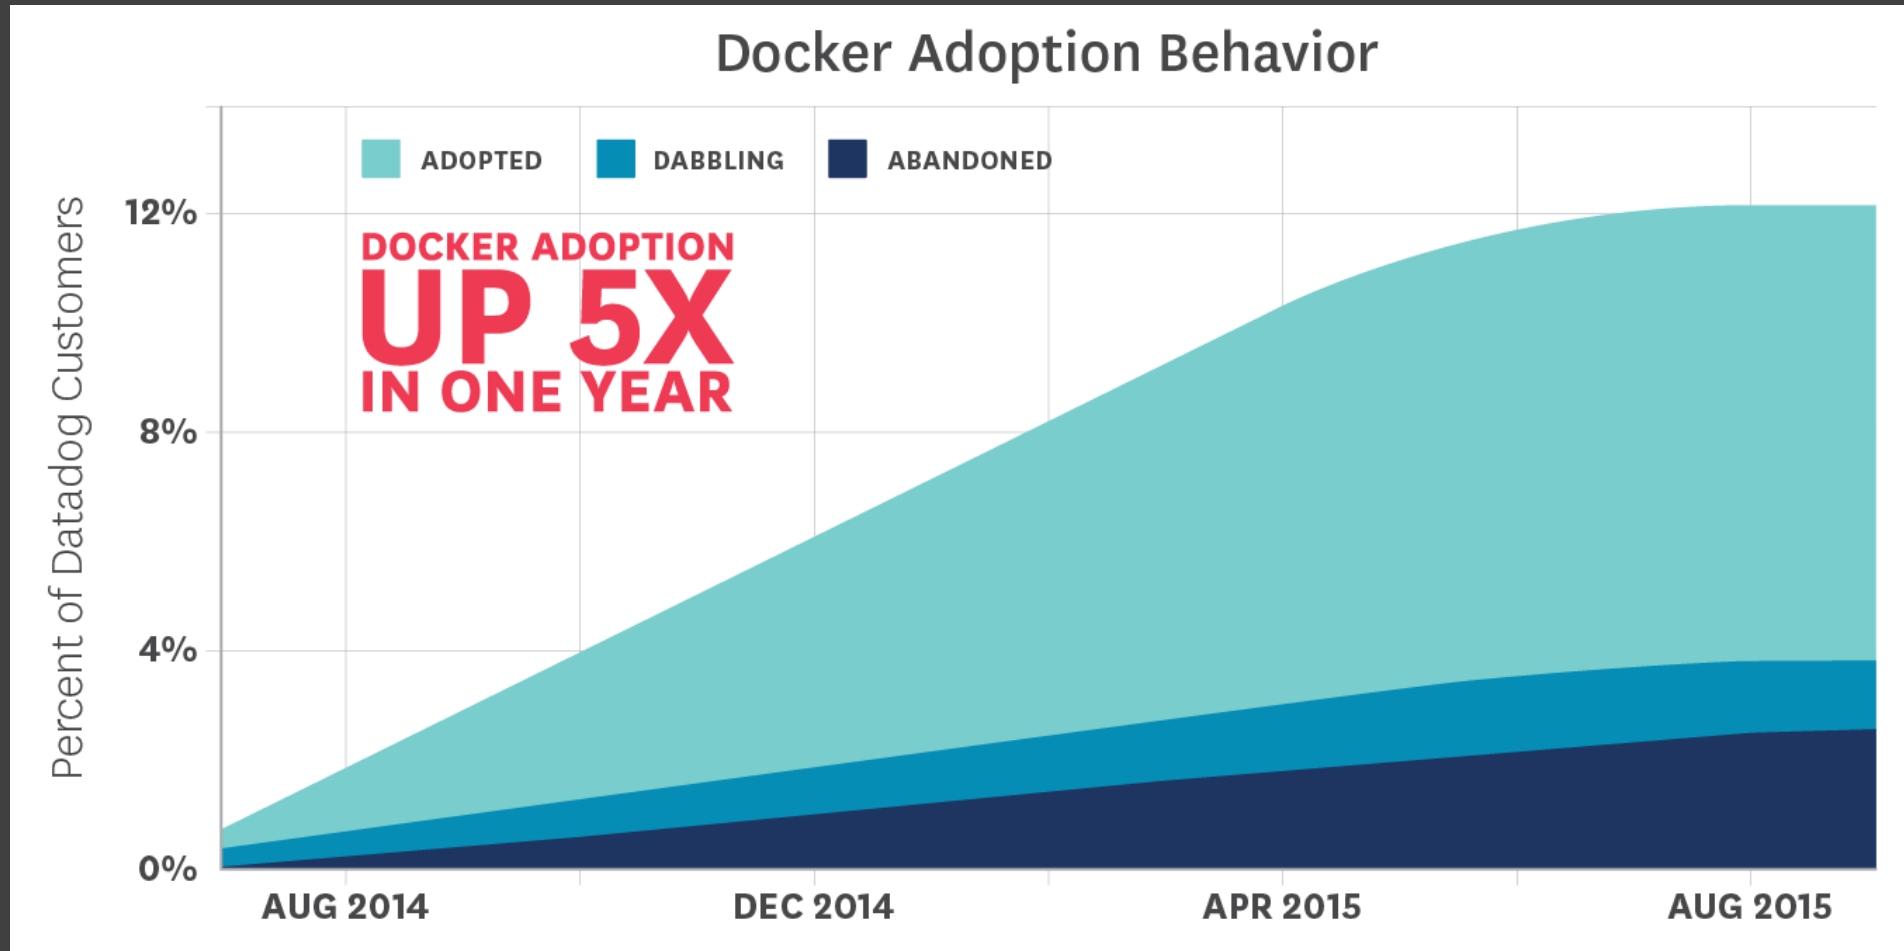 Docker Adoption Behavior
ADOPTED DABBLING ABANDONED
DOCKER ADOPTION
UP 5X
IN ONE YEAR
Percent of Datadog Customers
12%
8%
4%
0%
AUG 2014 DEC 2014 APR 2015 AUG 2015